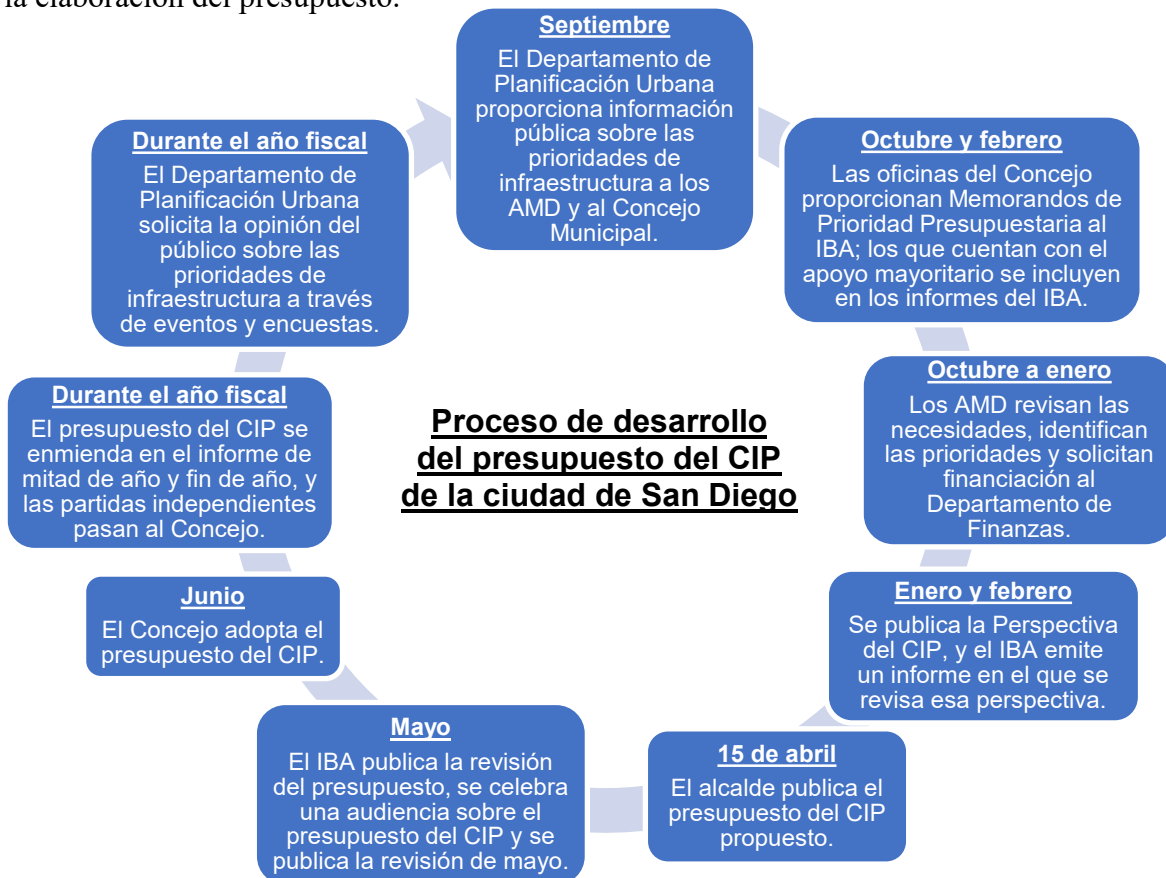 la elaboración del presupuesto.
Septiembre
El Departamento de
Planificación Urbana
proporciona información
pública sobre las
prioridades de
infraestructura a los
AMD y al Concejo
Municipal.
Octubre y febrero
Las oficinas del Concejo
proporcionan Memorandos de
Prioridad Presupuestaria al
IBA; los que cuentan con el
apoyo mayoritario se incluyen
en los informes del IBA.
Octubre a enero
Los AMD revisan las
necesidades, identifican
las prioridades y solicitan
financiación al
Departamento de
Finanzas.
Enero y febrero
Se publica la Perspectiva
del CIP, y el IBA emite
un informe en el que se
revisa esa perspectiva.
15 de abril
El alcalde publica el
presupuesto del CIP
propuesto.
Mayo
El IBA publica la revisión
del presupuesto, se celebra
una audiencia sobre el
presupuesto del CIP y se
publica la revisión de mayo.
Junio
El Concejo adopta el
presupuesto del CIP.
Durante el año fiscal
El presupuesto del CIP se
enmienda en el informe de
mitad de año y fin de año, y
las partidas independientes
pasan al Concejo.
Durante el año fiscal
El Departamento de
Planificación Urbana
solicita la opinión del
público sobre las
prioridades de
infraestructura a través
de eventos y encuestas.
Proceso de desarrollo
del presupuesto del CIP
de la ciudad de San Diego